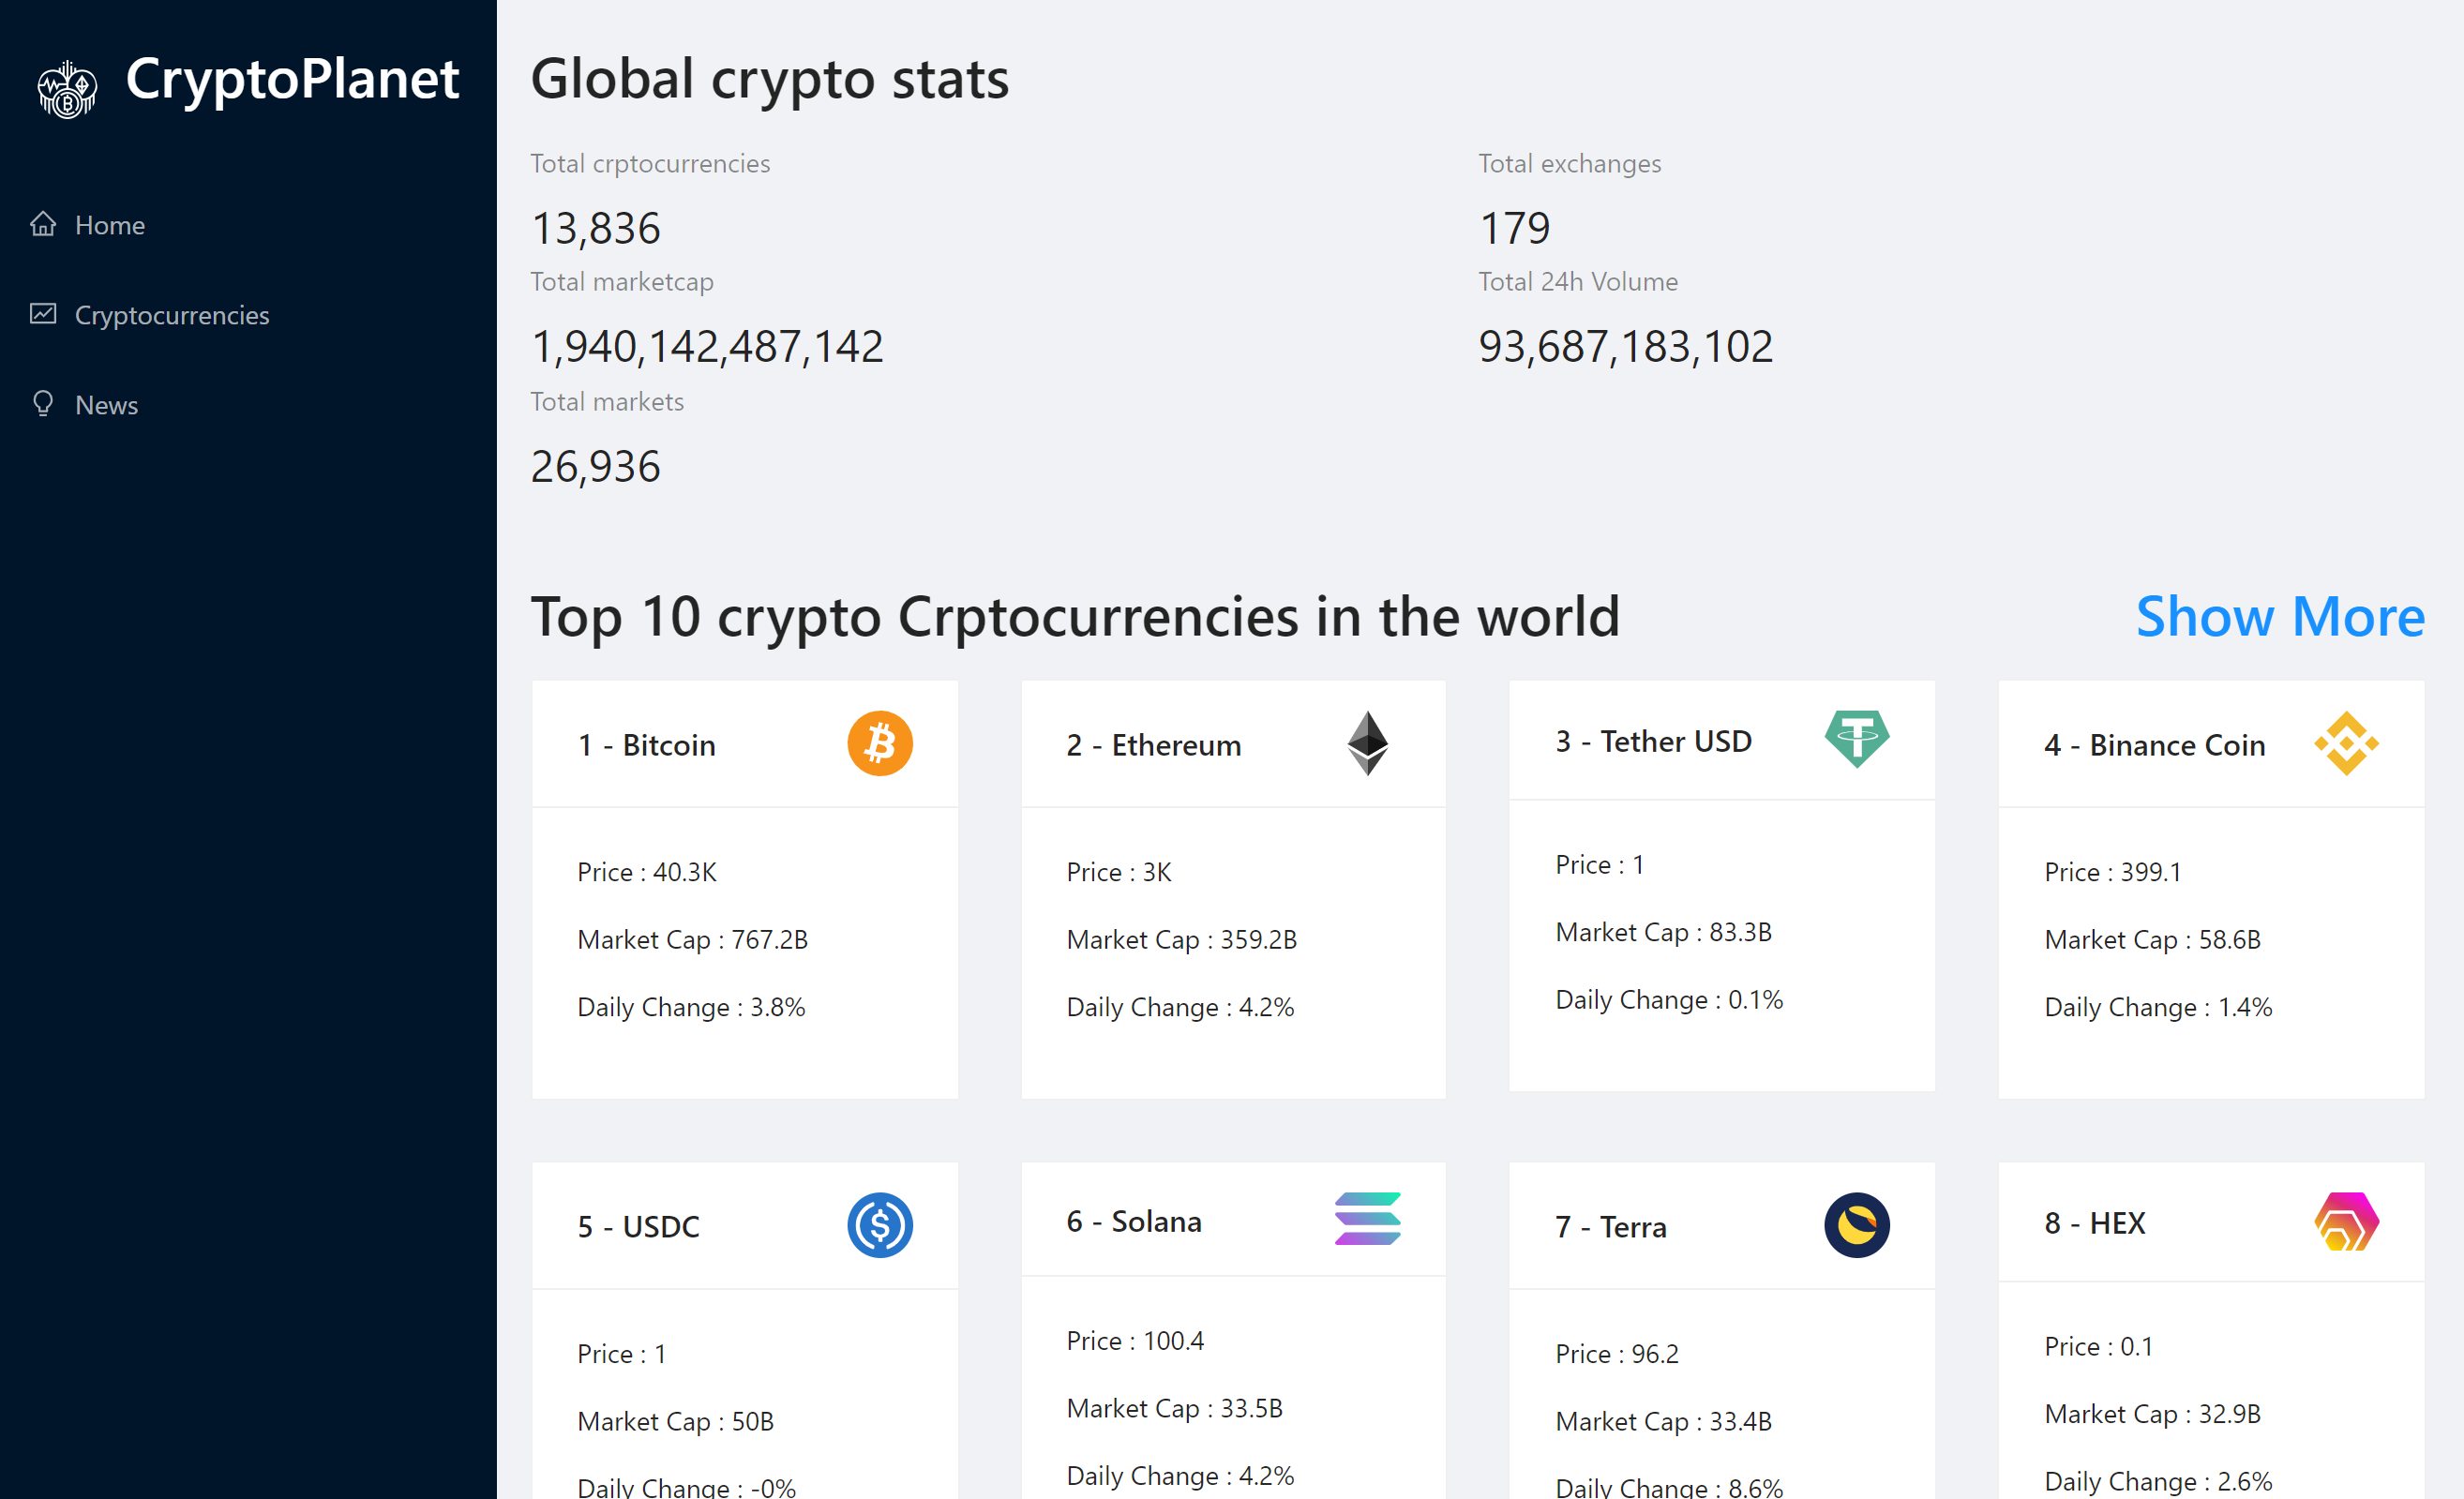 CryptoPlanet
Home
Cryptocurrencies
News
Global crypto stats
Total crptocurrencies
13,836
Total exchanges
179
Total marketcap
1,940,142,487,142
Total 24h Volume
93,687,183,102
Total markets
26,936
Top 10 crypto Crptocurrencies in the world
Show More
1 - Bitcoin
Price : 40.3K
Market Cap : 767.2B
Daily Change : 3.8%
2 - Ethereum
Price : 3K
Market Cap : 359.2B
Daily Change : 4.2%
3 - Tether USD
Price : 1
Market Cap : 83.3B
Daily Change : 0.1%
4 - Binance Coin
Price : 399.1
Market Cap : 58.6B
Daily Change : 1.4%
5 - USDC
Price : 1
Market Cap : 50B
Daily Change : -0%
6 - Solana
Price : 100.4
Market Cap : 33.5B
Daily Change : 4.2%
7 - Terra
Price : 96.2
Market Cap : 33.4B
Daily Change : 8.6%
8 - HEX
Price : 0.1
Market Cap : 32.9B
Daily Change : 2.6%